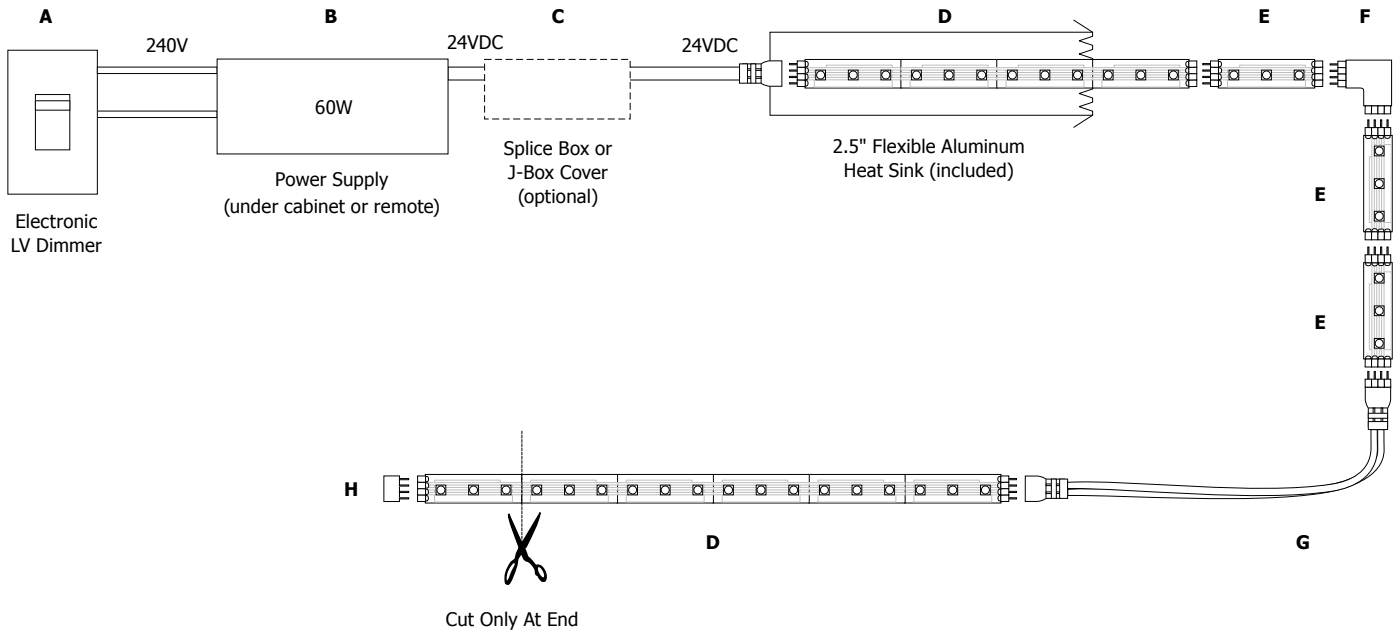 A
B
C
D
E
F
240V
24VDC
24VDC
60W
Splice Box or
J-Box Cover
(optional)
2.5" Flexible Aluminum
Heat Sink (included)
Power Supply
(under cabinet or remote)
Electronic
LV Dimmer
E
E
H
D
G
Cut Only At End